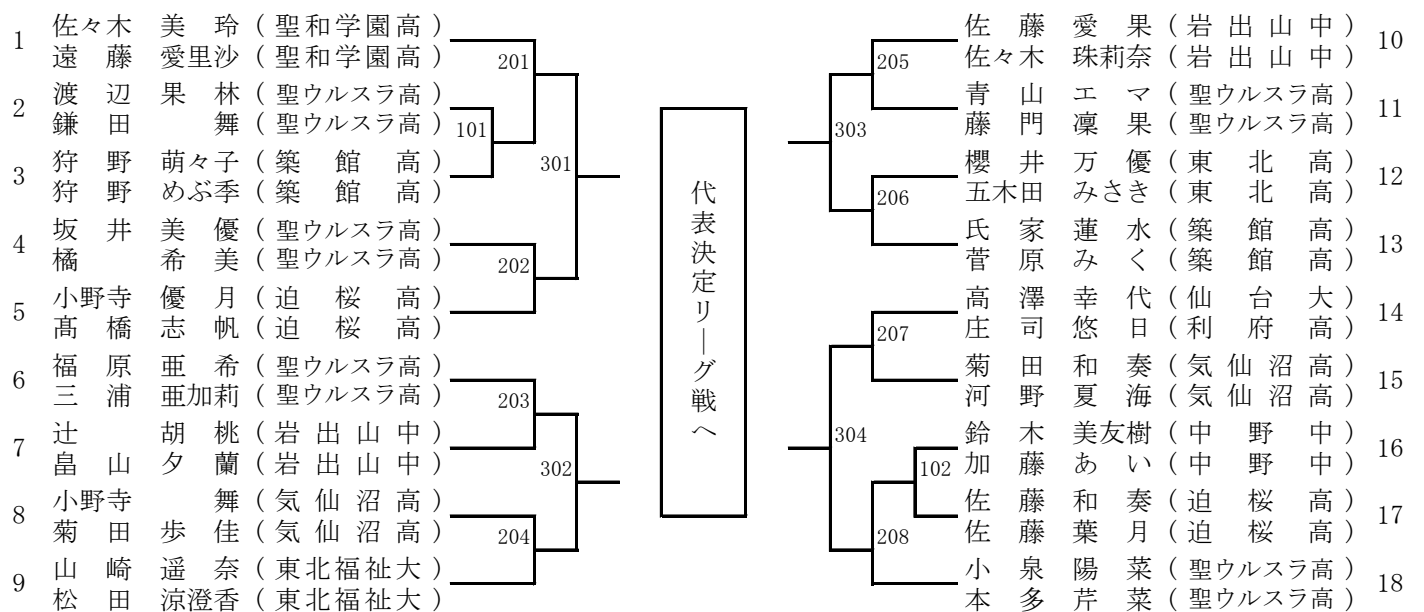 1 佐々木 美 玲 ( 聖和学園高 )
遠 藤 愛里沙 ( 聖和学園高 )
201
2 渡 辺 果 林 ( 聖ウルスラ高 )
鎌 田 舞 ( 聖ウルスラ高 )
101
3 狩 野 萌々子 ( 築 館 高 )
狩 野 めぶ季 ( 築 館 高 )
301
4 坂 井 美 優 ( 聖ウルスラ高 )
橘 希 美 ( 聖ウルスラ高 )
202
5 小野寺 優 月 ( 迫 桜 高 )
髙 橋 志 帆 ( 迫 桜 高 )
6 福 原 亜 希 ( 聖ウルスラ高 )
三 浦 亜加莉 ( 聖ウルスラ高 )
203
7 辻 胡 桃 ( 岩 出 山 中 )
畠 山 夕 蘭 ( 岩 出 山 中 )
302
8 小野寺 舞 ( 気 仙 沼 高 )
菊 田 歩 佳 ( 気 仙 沼 高 )
204
9 山 崎 遥 奈 ( 東北福祉大 )
松 田 涼澄香 ( 東北福祉大 )
代表決定リーグ戦へ
佐 藤 愛 果 ( 岩 出 山 中 ) 10
佐々木 珠莉奈 ( 岩 出 山 中 )
205
青 山 エ マ ( 聖ウルスラ高 ) 11
藤 門 凜 果 ( 聖ウルスラ高 )
303
櫻 井 万 優 ( 東 北 高 ) 12
五木田 みさき ( 東 北 高 )
206
氏 家 蓮 水 ( 築 館 高 ) 13
菅 原 み く ( 築 館 高 )
高 澤 幸 代 ( 仙 台 大 ) 14
庄 司 悠 日 ( 利 府 高 )
207
菊 田 和 奏 ( 気 仙 沼 高 ) 15
河 野 夏 海 ( 気 仙 沼 高 )
304
鈴 木 美友樹 ( 中 野 中 ) 16
加 藤 あ い ( 中 野 中 )
102
佐 藤 和 奏 ( 迫 桜 高 ) 17
佐 藤 葉 月 ( 迫 桜 高 )
208
小 泉 陽 菜 ( 聖ウルスラ高 ) 18
本 多 芹 菜 ( 聖ウルスラ高 )